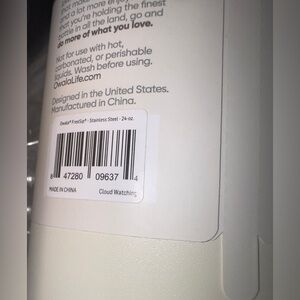 and a lot more enjoy
that you're holding the finest
bottle in all the land, go and
do more of what you love.
Not for use with hot,
carbonated, or perishable
liquids. Wash before using.
OwalaLife.com
Designed in the United States.
Manufactured in China.
Owala® FreeSip® - Stainless Steel - 24-oz.
8 47280 09637 4
MADE IN CHINA Cloud Watching